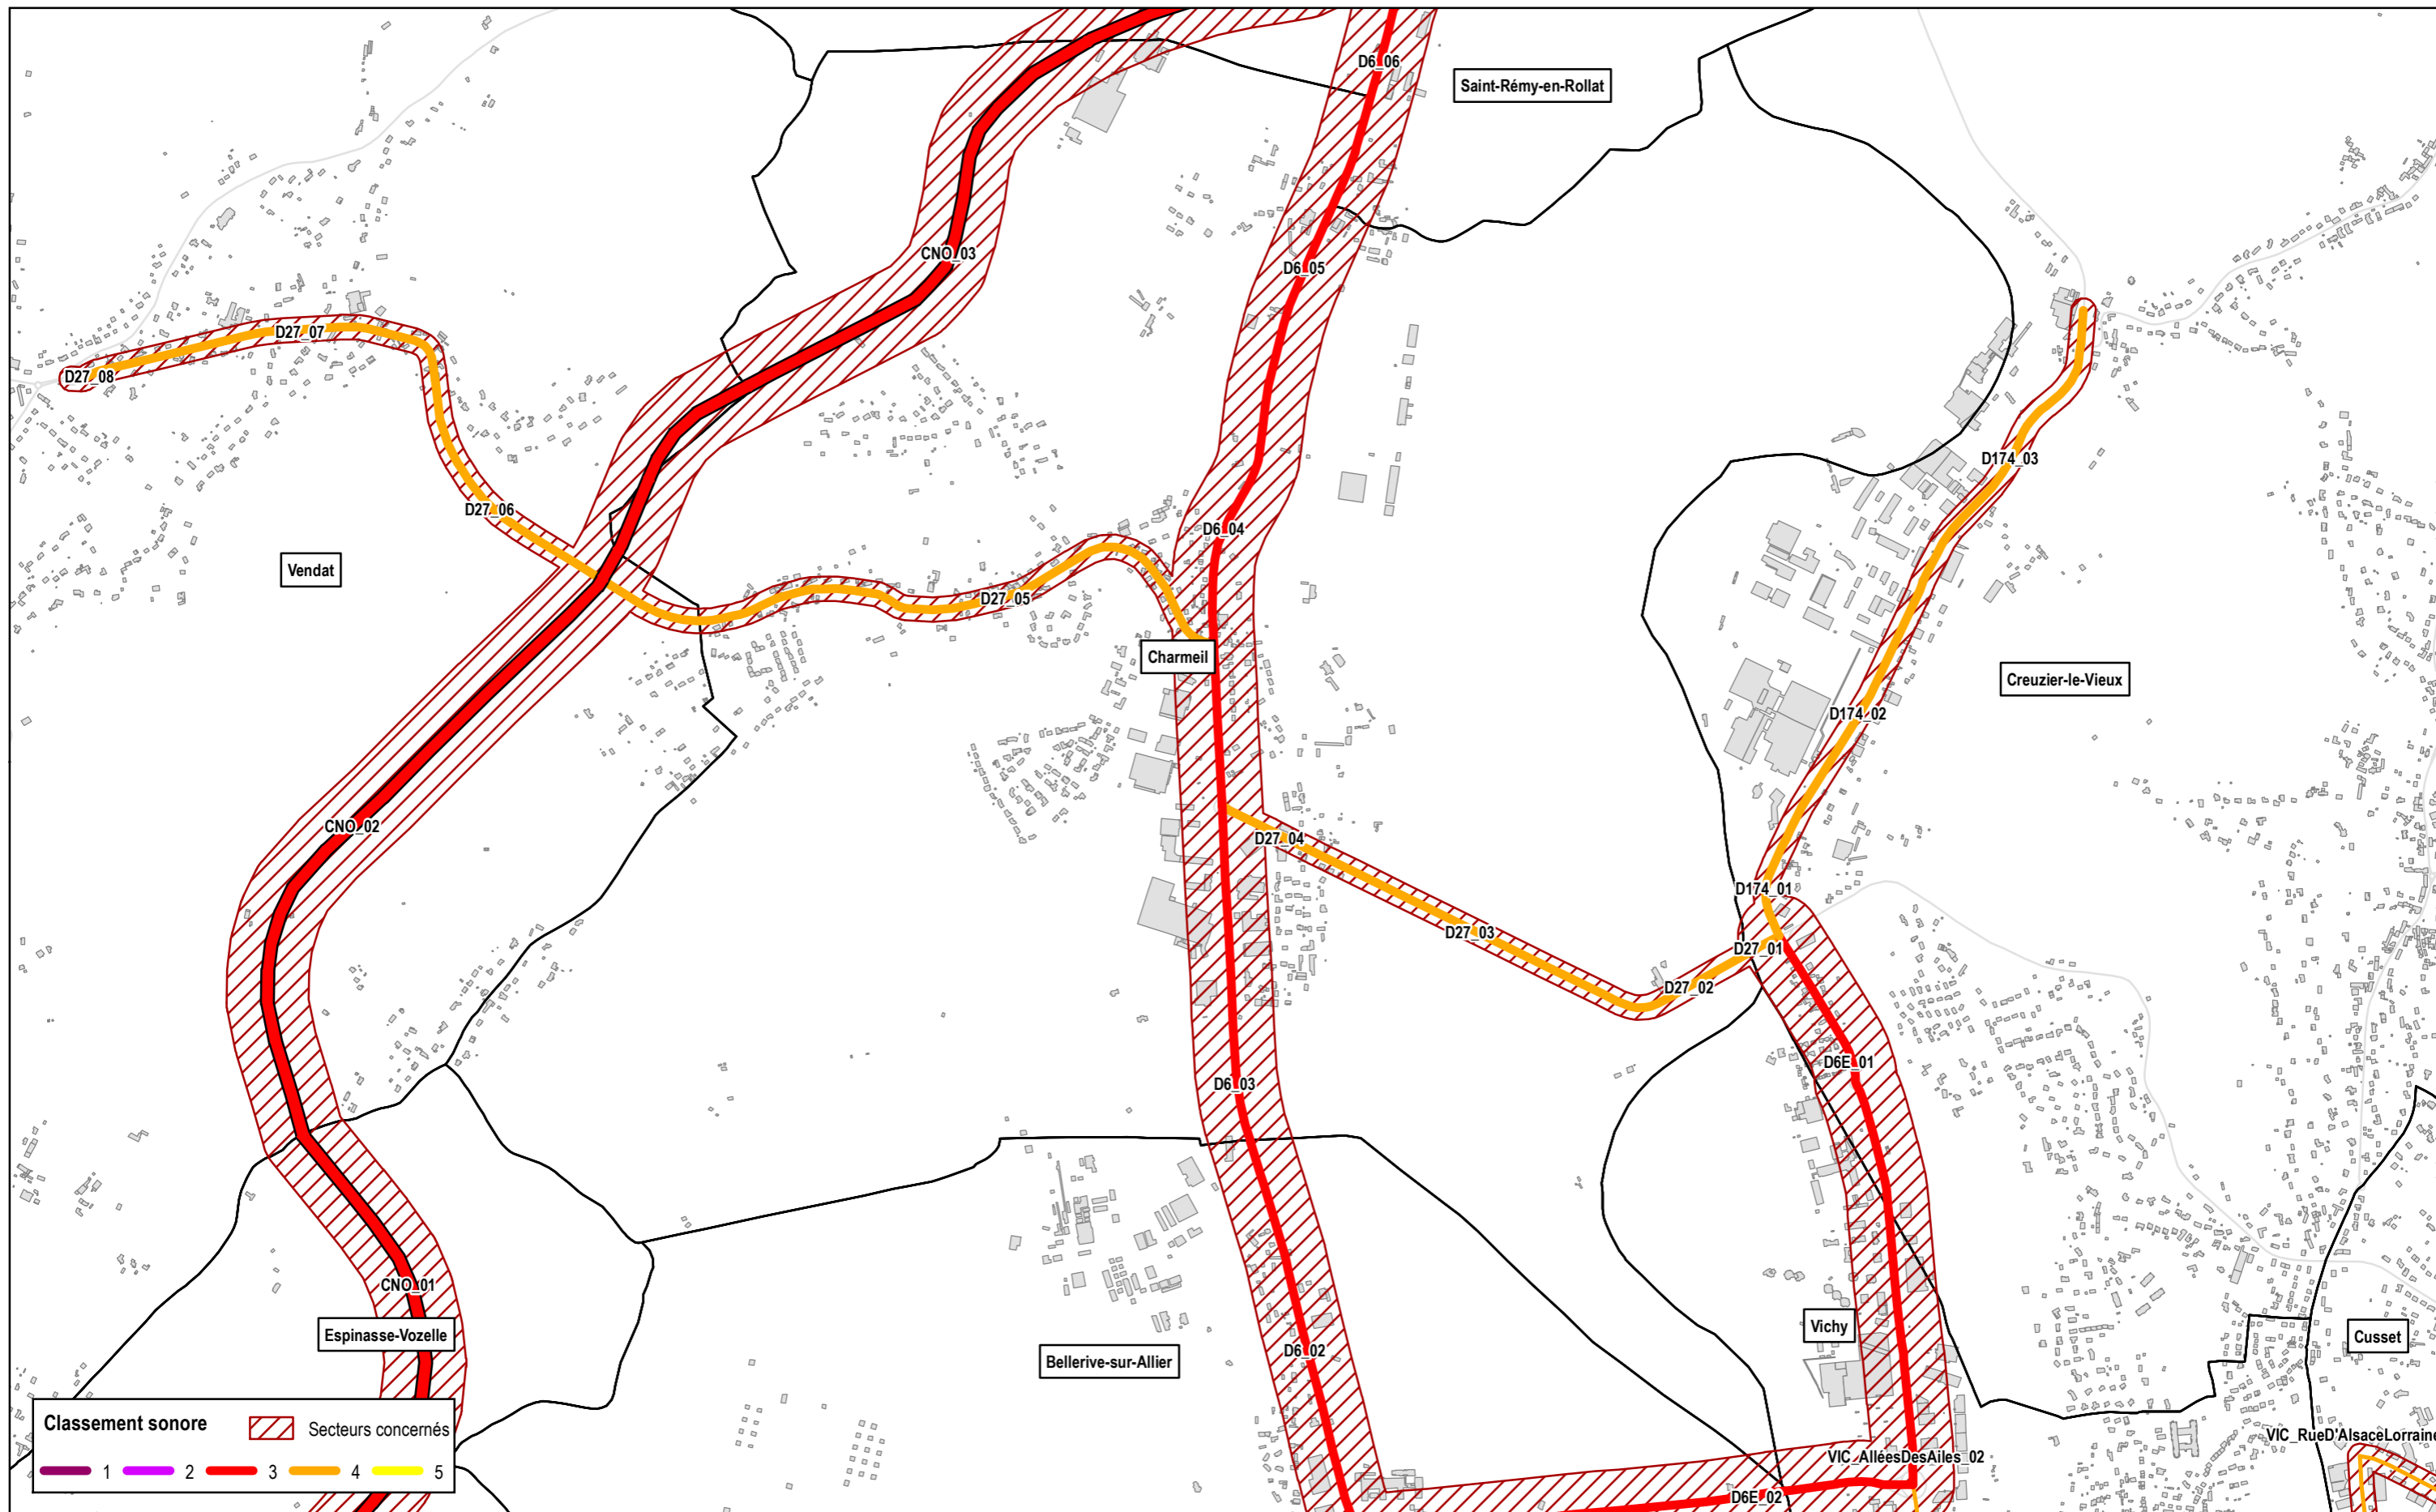 D6_06
Saint-Rémy-en-Rollat
CNO_03
D6_05
D27_07
D27_08
D174_03
D27_06
D6_04
Vendat
D27_05
Charmeil
Creuzier-le-Vieux
D174_02
CNO_02
D27_04
D174_01
D27_03
D27_01
D27_02
D6E_01
D6_03
CNO_01
Espinasse-Vozelle
Vichy
Cusset
D6_02
Bellerive-sur-Allier
Classement sonore
Secteurs concernés
1 2 3 4 5
VIC_RueD'AlsaceLorraine
VIC_AlléesDesAiles_02
D6E_02